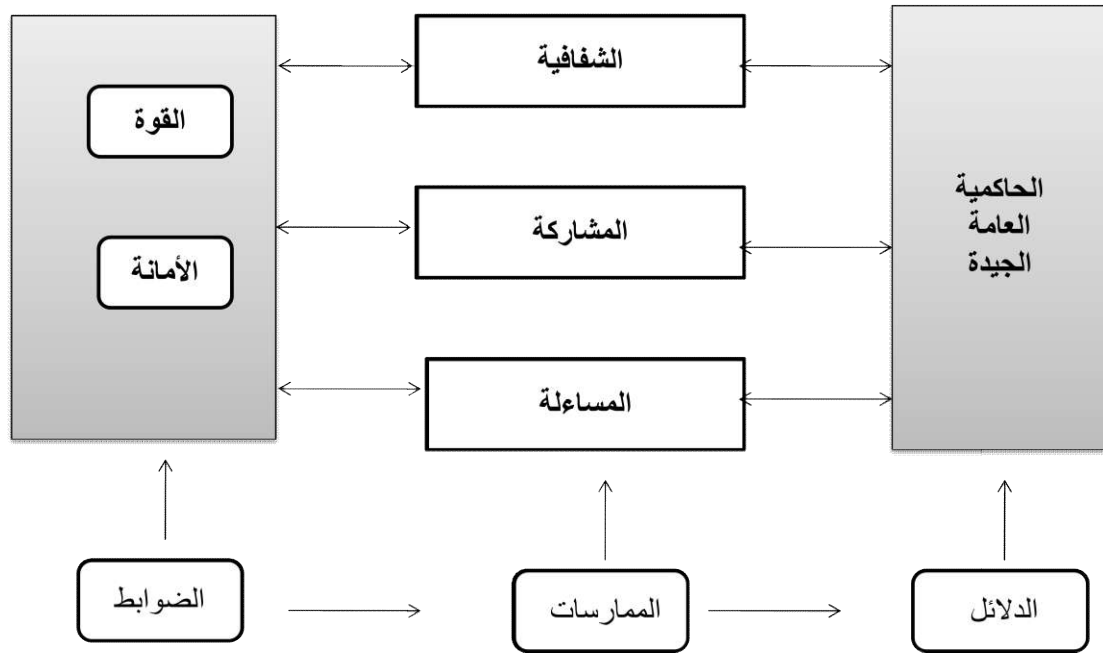 الشفافية
القوة
المشاركة
الحاكمية
العامة
الجيدة
الأمانة
المساءلة
الدلائل
الممارسات
الضوابط